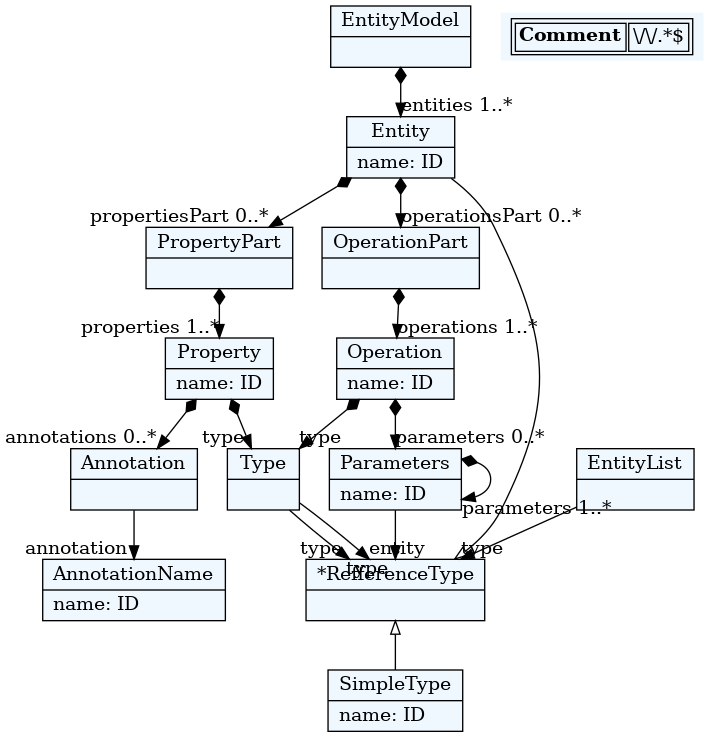 EntityModel
Comment \/\/.*$
entities 1..*
Entity
name: ID
propertiesPart 0..*
operationsPart 0..*
PropertyPart
OperationPart
properties 1..*
operations 1..*
Property
name: ID
Operation
name: ID
annotations 0..*
type
type
parameters 0..*
Annotation
Type
Parameters
name: ID
EntityList
parameters 1..*
annotation
type
entity
type
type
AnnotationName
name: ID
*RefferenceType
SimpleType
name: ID